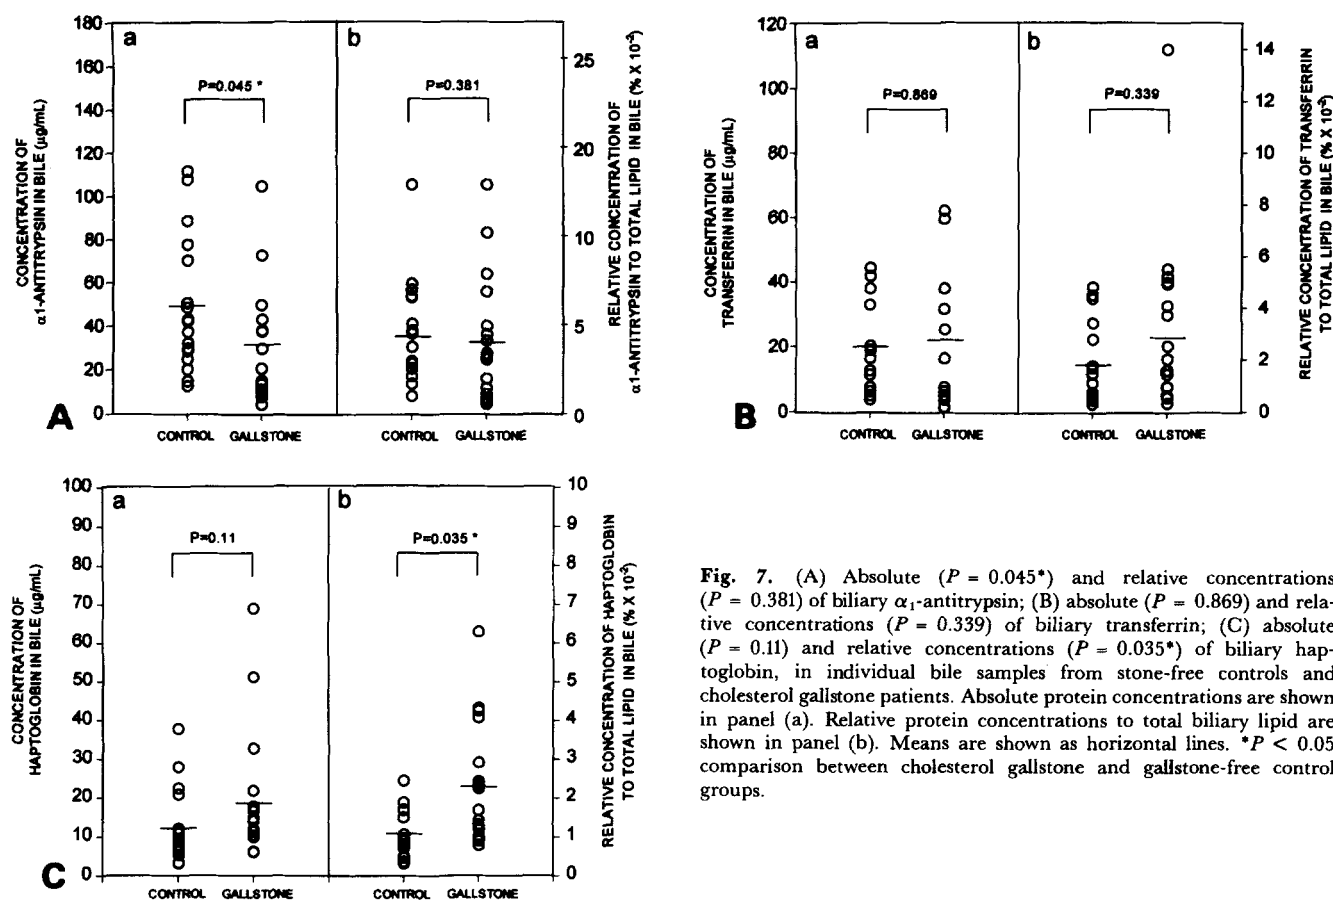 180
160
140
120
100
80
60
40
20
0
CONCENTRATION OF
α1-ANTITRYPSIN IN BILE (µg/mL)
a
P=0.045 *
CONTROL
GALLSTONE
b
P=0.381
CONTROL
GALLSTONE
25
20
10
5
0
RELATIVE CONCENTRATION OF
α1-ANTITRYPSIN TO TOTAL LIPID IN BILE (% X 10⁻²)
A
120
100
80
60
40
20
0
CONCENTRATION OF
TRANSFERRIN IN BILE (µg/mL)
a
P=0.869
CONTROL
GALLSTONE
b
P=0.339
CONTROL
GALLSTONE
14
12
10
8
6
4
2
0
RELATIVE CONCENTRATION OF TRANSFERRIN
TO TOTAL LIPID IN BILE (% X 10⁻²)
B
100
90
80
70
60
50
40
30
20
10
0
CONCENTRATION OF
HAPTOGLOBIN IN BILE (µg/mL)
a
P=0.11
CONTROL
GALLSTONE
b
P=0.035 *
CONTROL
GALLSTONE
10
9
8
7
6
5
4
3
2
1
0
RELATIVE CONCENTRATION OF HAPTOGLOBIN
TO TOTAL LIPID IN BILE (% X 10⁻²)
C
Fig. 7. (A) Absolute (P = 0.045*) and relative concentrations
(P = 0.381) of biliary α₁-antitrypsin; (B) absolute (P = 0.869) and rela-
tive concentrations (P = 0.339) of biliary transferrin; (C) absolute
(P = 0.11) and relative concentrations (P = 0.035*) of biliary hap-
toglobin, in individual bile samples from stone-free controls and
cholesterol gallstone patients. Absolute protein concentrations are shown
in panel (a). Relative protein concentrations to total biliary lipid are
shown in panel (b). Means are shown as horizontal lines. *P < 0.05
comparison between cholesterol gallstone and gallstone-free control
groups.